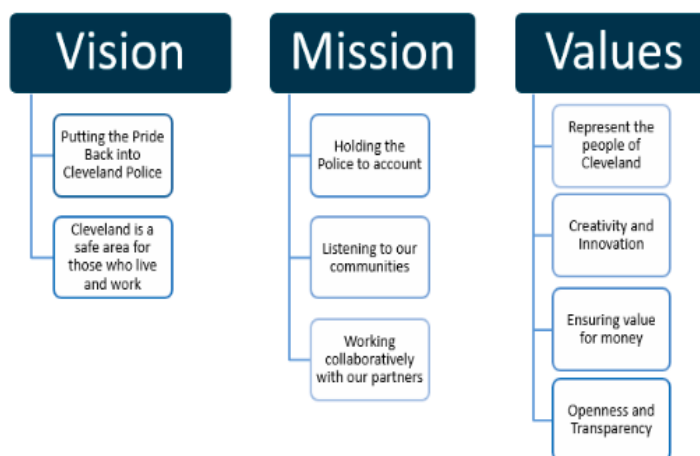 Vision
Putting the Pride
Back into
Cleveland Police
Cleveland is a
safe area for
those who live
and work
Mission
Holding the
Police to account
Listening to our
communities
Working
collaboratively
with our partners
Values
Represent the
people of
Cleveland
Creativity and
Innovation
Ensuring value
for money
Openness and
Transparency